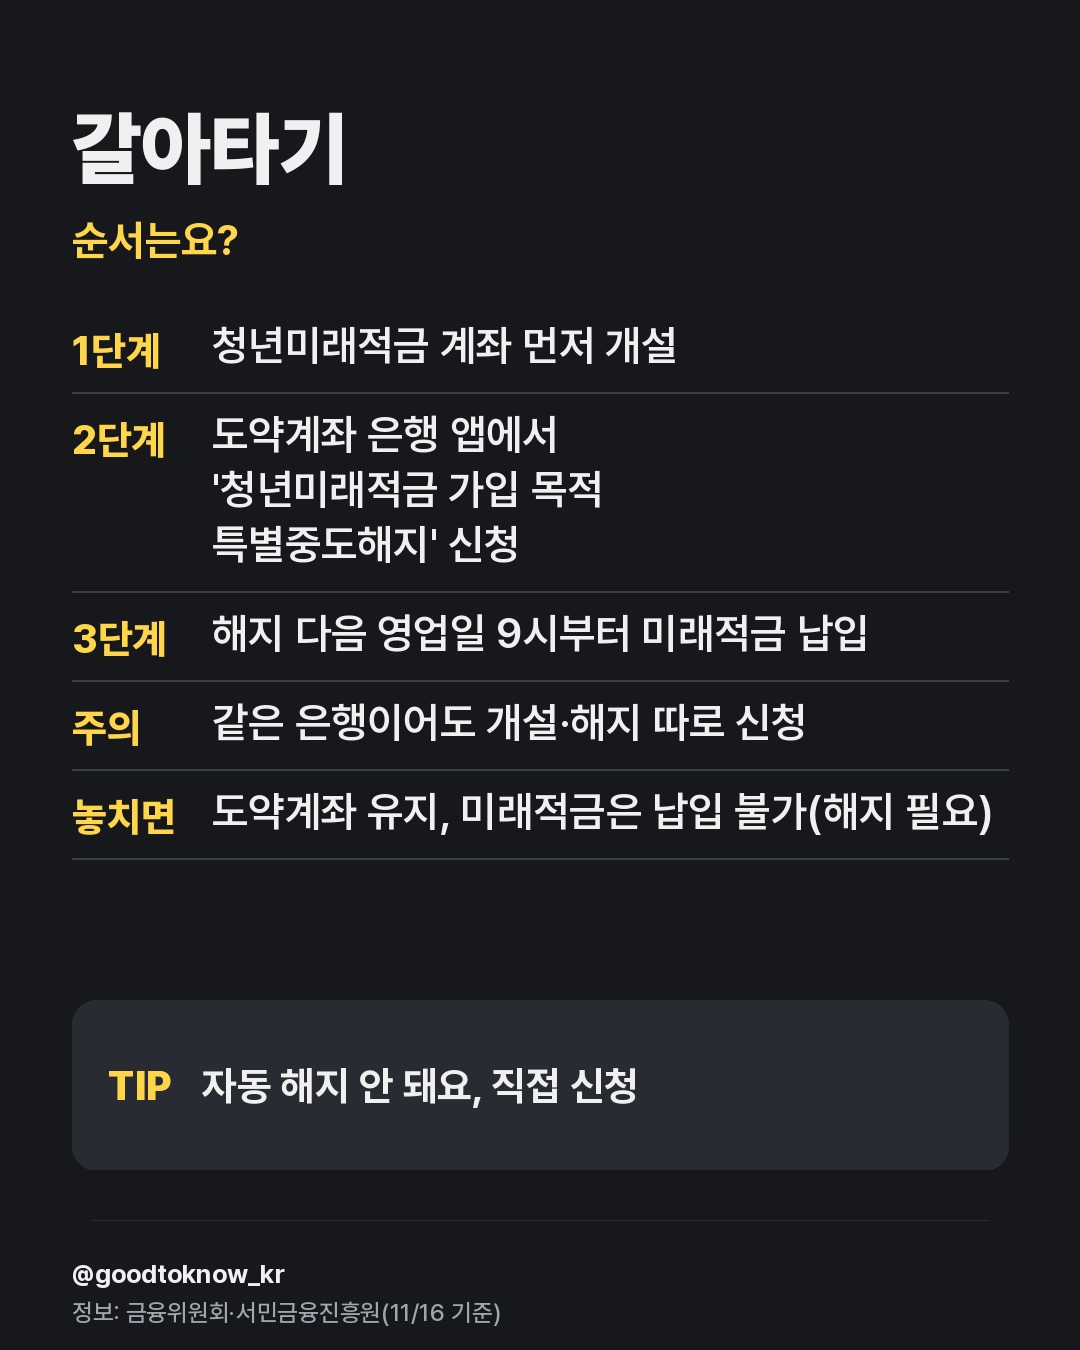 갈아타기
순서는요?
1단계 청년미래적금 계좌 먼저 개설
2단계 도약계좌 은행 앱에서
'청년미래적금 가입 목적
특별중도해지' 신청
3단계 해지 다음 영업일 9시부터 미래적금 납입
주의 같은 은행이어도 개설·해지 따로 신청
놓치면 도약계좌 유지, 미래적금은 납입 불가(해지 필요)
TIP 자동 해지 안 돼요, 직접 신청
@goodtoknow_kr
정보: 금융위원회·서민금융진흥원(11/16 기준)